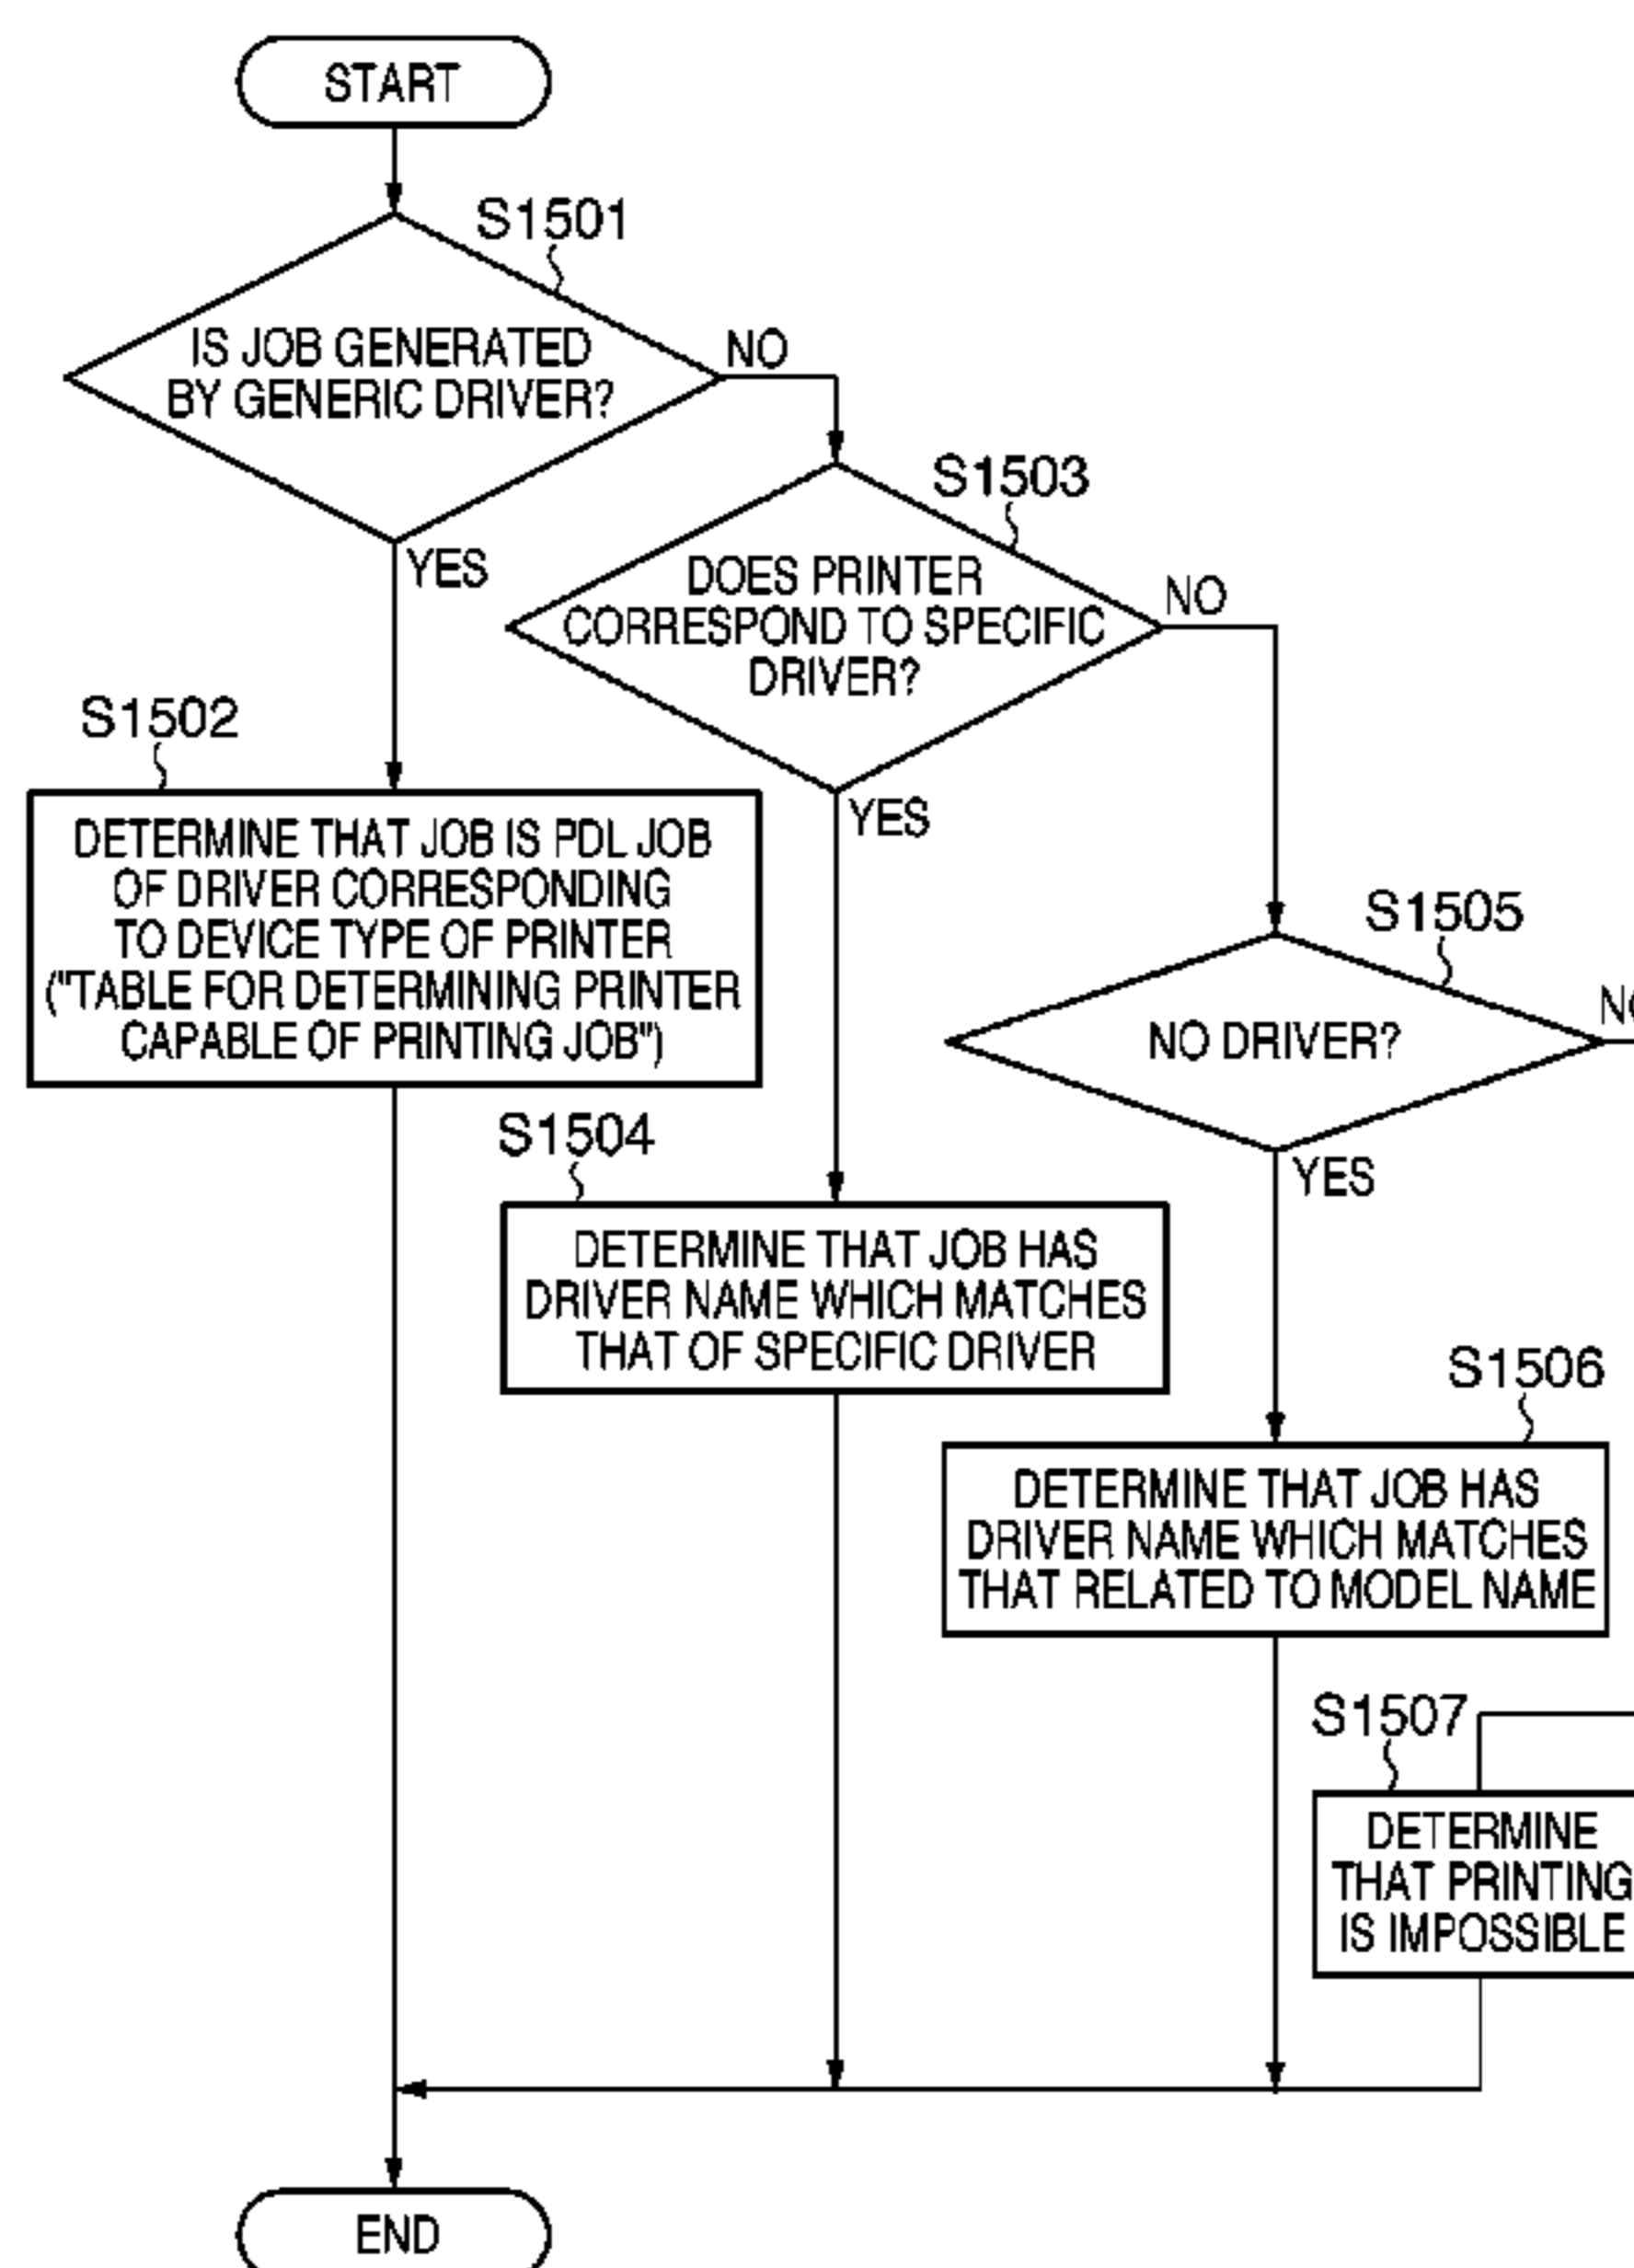 START
S1501
IS JOB GENERATED
BY GENERIC DRIVER?
NO
YES
S1503
DOES PRINTER
CORRESPOND TO SPECIFIC
DRIVER?
NO
YES
S1502
DETERMINE THAT JOB IS PDL JOB
OF DRIVER CORRESPONDING
TO DEVICE TYPE OF PRINTER
("TABLE FOR DETERMINING PRINTER
CAPABLE OF PRINTING JOB")
S1505
NO DRIVER?
NO
YES
S1504
DETERMINE THAT JOB HAS
DRIVER NAME WHICH MATCHES
THAT OF SPECIFIC DRIVER
S1506
DETERMINE THAT JOB HAS
DRIVER NAME WHICH MATCHES
THAT RELATED TO MODEL NAME
S1507
DETERMINE
THAT PRINTING
IS IMPOSSIBLE
END